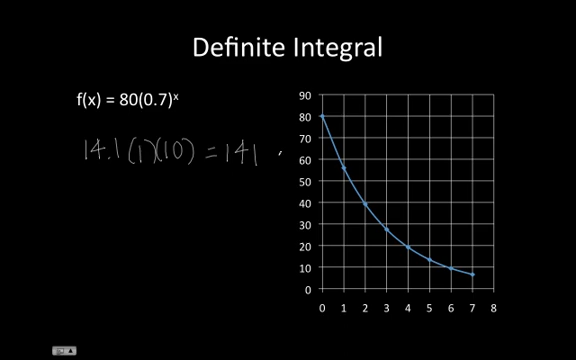 Definite Integral
f(x) = 80(0.7)ˣ
14.1(1)(10) = 141
90
80
70
60
50
40
30
20
10
0
0 1 2 3 4 5 6 7 8